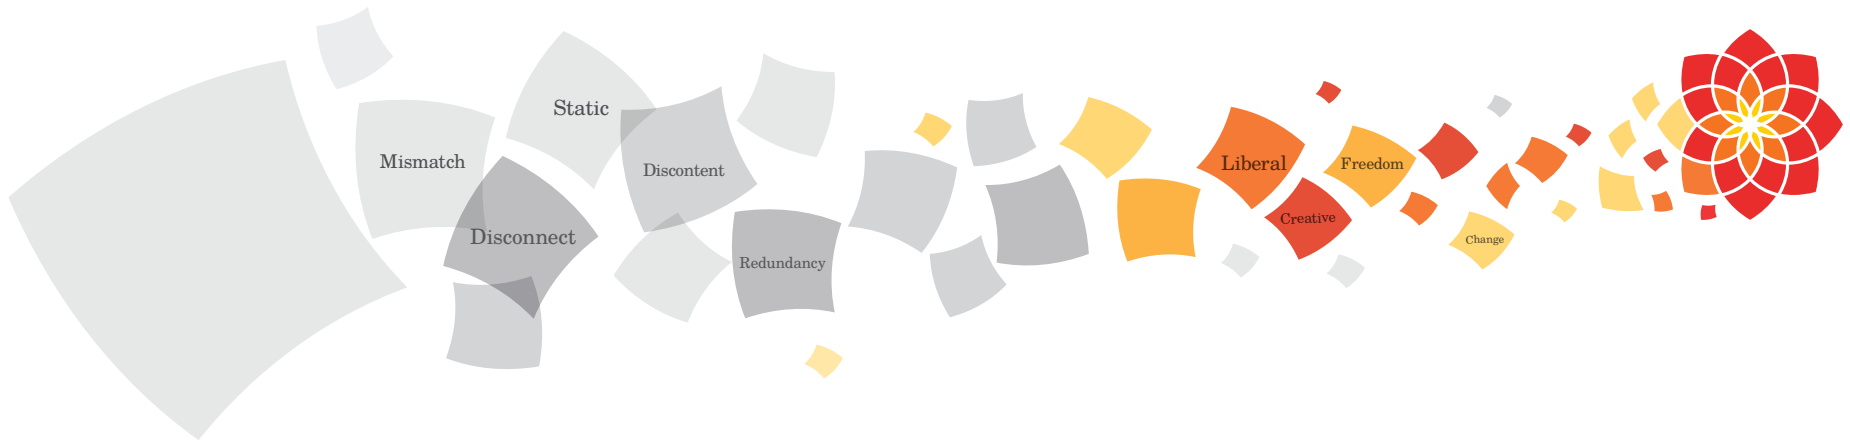 Static
Mismatch
Discontent
Disconnect
Redundancy
Liberal
Freedom
Creative
Change